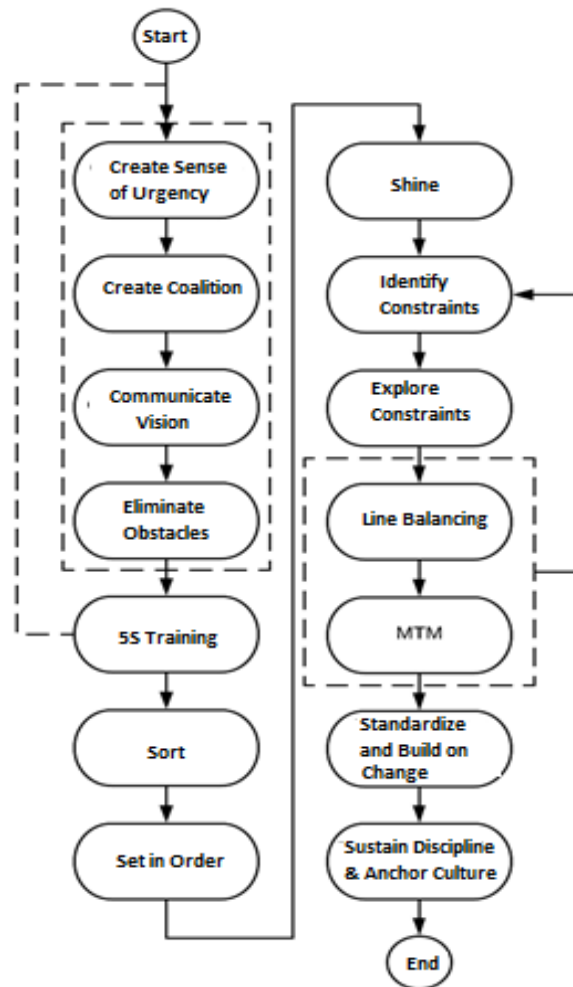 Start
Create Sense
of Urgency
Create Coalition
Communicate
Vision
Eliminate
Obstacles
5S Training
Sort
Set in Order
Shine
Identify
Constraints
Explore
Constraints
Line Balancing
MTM
Standardize
and Build on
Change
Sustain Discipline
& Anchor Culture
End